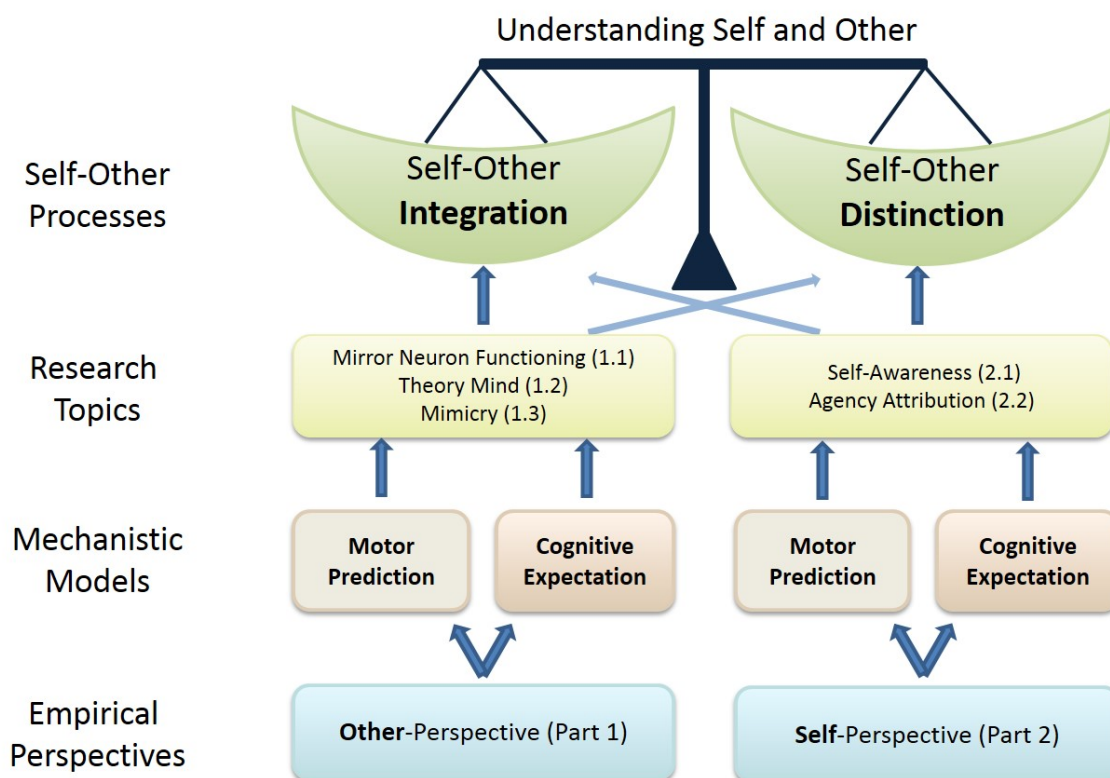 Understanding Self and Other
Self-Other
Processes
Self-Other
Integration
Self-Other
Distinction
Research
Topics
Mirror Neuron Functioning (1.1)
Theory Mind (1.2)
Mimicry (1.3)
Self-Awareness (2.1)
Agency Attribution (2.2)
Mechanistic
Models
Motor
Prediction
Cognitive
Expectation
Motor
Prediction
Cognitive
Expectation
Empirical
Perspectives
Other-Perspective (Part 1)
Self-Perspective (Part 2)